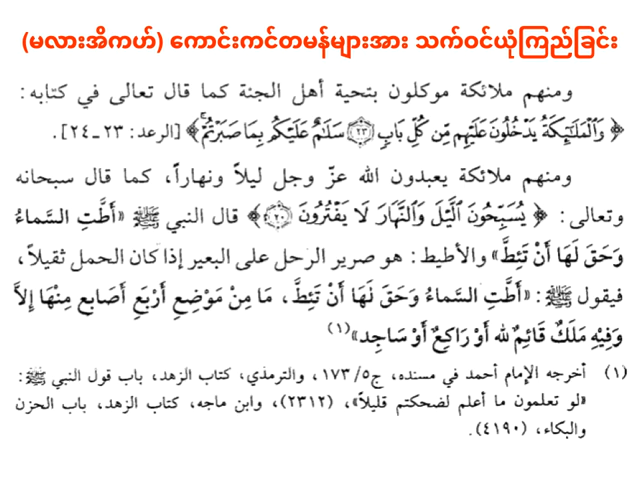 (မလားအိကဟ်) ကောင်းကင်တမန်များအား သက်ဝင်ယုံကြည်ခြင်း
ومنهم ملائكة موكلون بتحية أهل الجنة كما قال تعالى في كتابه :
﴿ وَٱلْمَلَٰٓئِكَةُ يَدْخُلُونَ عَلَيْهِم مِّن كُلِّ بَابٍ ﴿٢٣﴾ سَلَٰمٌ عَلَيْكُم بِمَا صَبَرْتُمْ ﴾ [الرعد : ٢٣ ـ ٢٤].
ومنهم ملائكة يعبدون الله عزّ وجل ليلاً ونهاراً، كما قال سبحانه
وتعالى : ﴿ يُسَبِّحُونَ ٱلَّيْلَ وَٱلنَّهَارَ لَا يَفْتُرُونَ ﴿٢٠﴾ ﴾ قال النبي ﷺ «أَطَّتِ السَّماءُ
وَحَقَ لَهَا أَنْ تَئِطَّ» والأطيط : هو صرير الرحل على البعير إذا كان الحمل ثقيلاً،
فيقول ﷺ : «أَطَّتِ السَّماءُ وَحَقَ لَهَا أَنْ تَئِطَّ، مَا مِنْ مَوْضِعِ أَرْبَعِ أَصَابِعِ مِنْهَا إِلاَّ
وَفِيْهِ مَلَكٌ قَائِمٌ لله أَوْ رَاكِعٌ أَوْ سَاجِد»(١)
(١) أخرجه الإمام أحمد في مسنده، ج٥/ ١٧٣، والترمذي، كتاب الزهد، باب قول النبي ﷺ :
«لو تعلمون ما أعلم لضحكتم قليلاً»، (٢٣١٢)، وابن ماجه، كتاب الزهد، باب الحزن
والبكاء، (٤١٩٠).